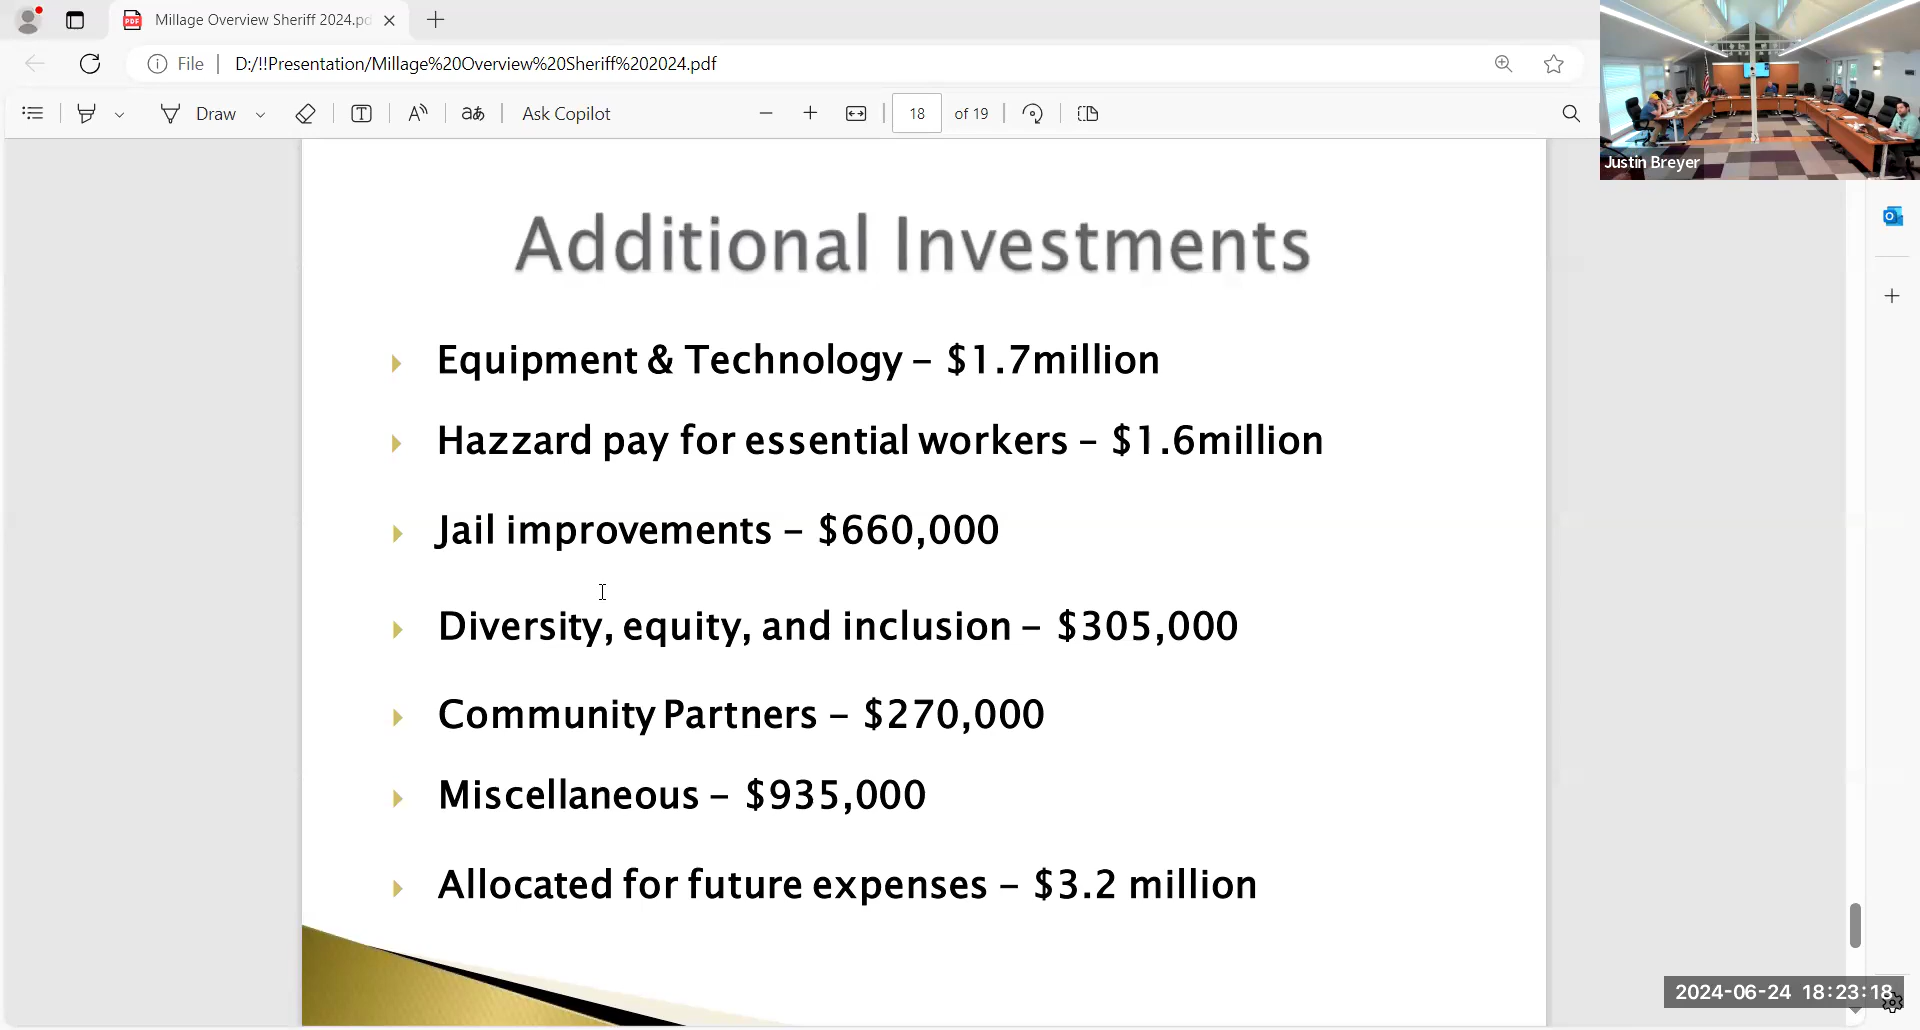 Millage Overview Sheriff 2024.pd
File
D:/!!Presentation/Millage%20Overview%20Sheriff%202024.pdf
Draw
Ask Copilot
18 of 19
Justin Breyer
Additional Investments
Equipment & Technology – $1.7million
Hazzard pay for essential workers – $1.6million
Jail improvements – $660,000
Diversity, equity, and inclusion – $305,000
Community Partners – $270,000
Miscellaneous – $935,000
Allocated for future expenses – $3.2 million
2024-06-24 18:23:18